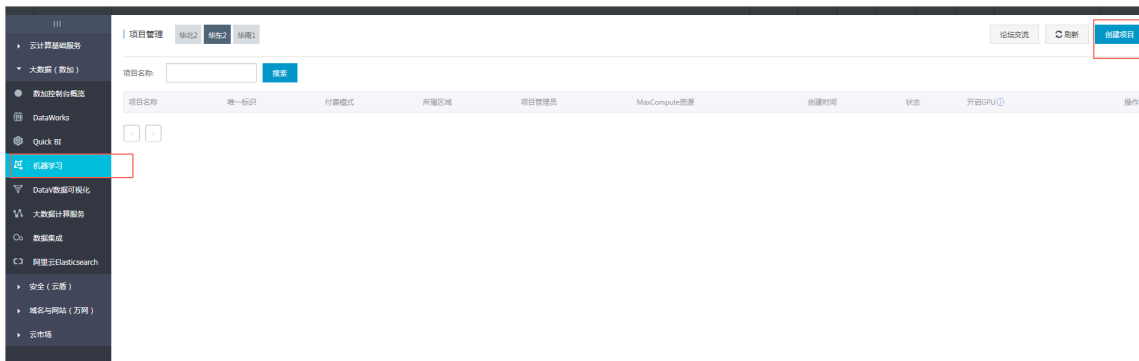 项目管理 华北2 华东2 华南1 论坛交流 刷新 创建项目
云计算基础服务
大数据（数加）
数加控制台概览
DataWorks
Quick BI
机器学习
DataV数据可视化
大数据计算服务
数据集成
阿里云Elasticsearch
安全（云盾）
域名与网站（万网）
云市场
项目名称: 搜索
项目名称 唯一标识 付费模式 所属区域 项目管理员 MaxCompute资源 创建时间 状态 开启GPU 操作